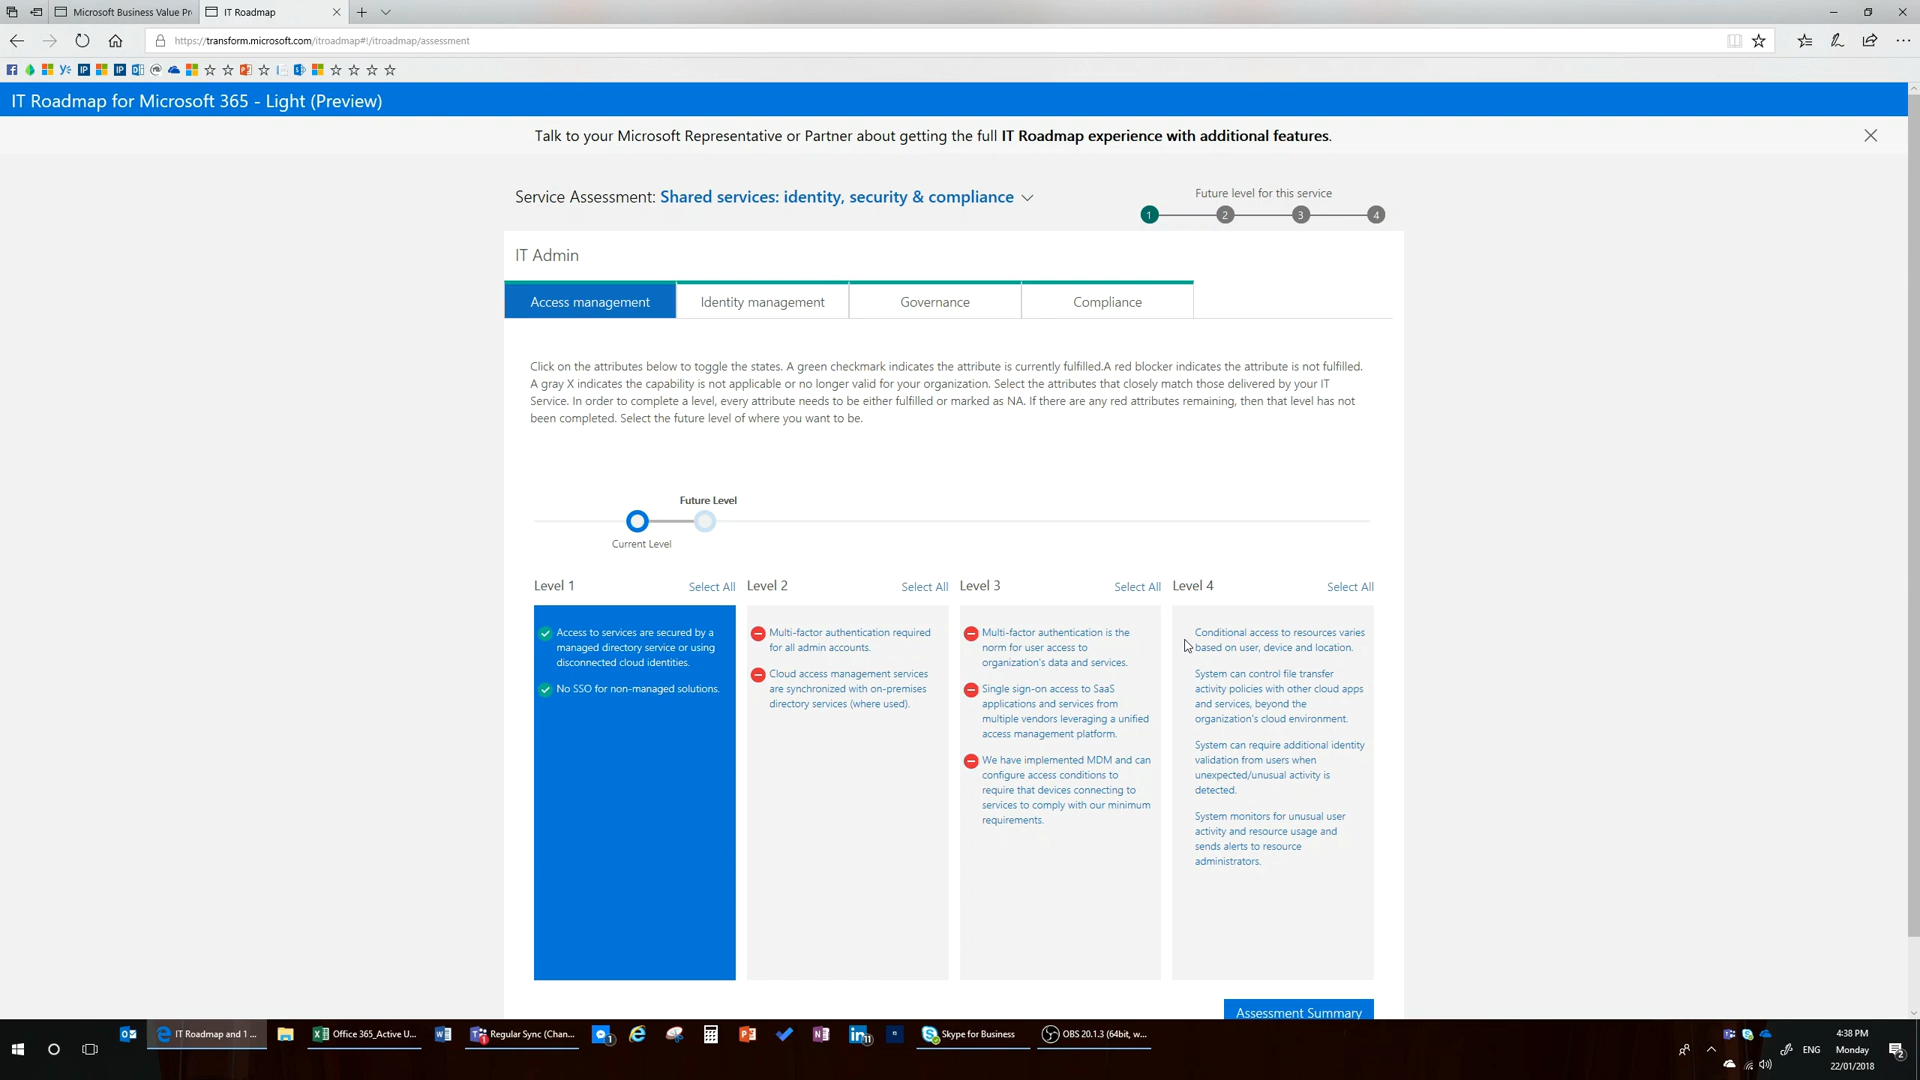 Microsoft Business Value Pr
IT Roadmap
https://transform.microsoft.com/itroadmap#!/itroadmap/assessment
IT Roadmap for Microsoft 365 - Light (Preview)
Talk to your Microsoft Representative or Partner about getting the full IT Roadmap experience with additional features.
Service Assessment: Shared services: identity, security & compliance
Future level for this service
1 2 3 4
IT Admin
Access management
Identity management
Governance
Compliance
Click on the attributes below to toggle the states. A green checkmark indicates the attribute is currently fulfilled.A red blocker indicates the attribute is not fulfilled.
A gray X indicates the capability is not applicable or no longer valid for your organization. Select the attributes that closely match those delivered by your IT
Service. In order to complete a level, every attribute needs to be either fulfilled or marked as NA. If there are any red attributes remaining, then that level has not
been completed. Select the future level of where you want to be.
Future Level
Current Level
Level 1 Select All
Access to services are secured by a
managed directory service or using
disconnected cloud identities.
No SSO for non-managed solutions.
Level 2 Select All
Multi-factor authentication required
for all admin accounts.
Cloud access management services
are synchronized with on-premises
directory services (where used).
Level 3 Select All
Multi-factor authentication is the
norm for user access to
organization's data and services.
Single sign-on access to SaaS
applications and services from
multiple vendors leveraging a unified
access management platform.
We have implemented MDM and can
configure access conditions to
require that devices connecting to
services to comply with our minimum
requirements.
Level 4 Select All
Conditional access to resources varies
based on user, device and location.
System can control file transfer
activity policies with other cloud apps
and services, beyond the
organization's cloud environment.
System can require additional identity
validation from users when
unexpected/unusual activity is
detected.
System monitors for unusual user
activity and resource usage and
sends alerts to resource
administrators.
Assessment Summary
IT Roadmap and 1 ...
Office 365_Active U...
Regular Sync (Chan...
Skype for Business
OBS 20.1.3 (64bit, w...
ENG
4:38 PM
Monday
22/01/2018